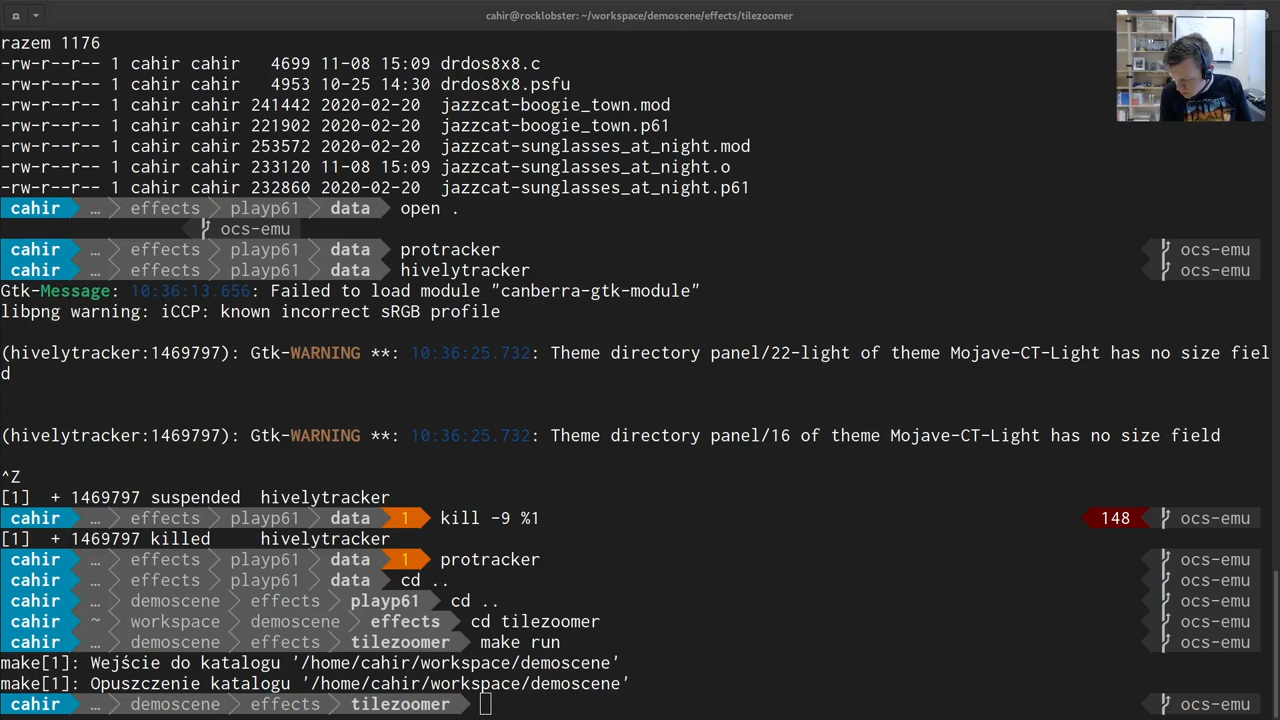 cahir@rocklobster: ~/workspace/demoscene/effects/tilezoomer
razem 1176
-rw-r--r-- 1 cahir cahir   4699 11-08 15:09 drdos8x8.c
-rw-r--r-- 1 cahir cahir   4953 10-25 14:30 drdos8x8.psfu
-rw-r--r-- 1 cahir cahir 241442 2020-02-20  jazzcat-boogie_town.mod
-rw-r--r-- 1 cahir cahir 221902 2020-02-20  jazzcat-boogie_town.p61
-rw-r--r-- 1 cahir cahir 253572 2020-02-20  jazzcat-sunglasses_at_night.mod
-rw-r--r-- 1 cahir cahir 233120 11-08 15:09 jazzcat-sunglasses_at_night.o
-rw-r--r-- 1 cahir cahir 232860 2020-02-20  jazzcat-sunglasses_at_night.p61
cahir … effects playp61 data open .
ocs-emu
cahir … effects playp61 data protracker ocs-emu
cahir … effects playp61 data hivelytracker ocs-emu
Gtk-Message: 10:36:13.656: Failed to load module "canberra-gtk-module"
libpng warning: iCCP: known incorrect sRGB profile
(hivelytracker:1469797): Gtk-WARNING **: 10:36:25.732: Theme directory panel/22-light of theme Mojave-CT-Light has no size fiel
d
(hivelytracker:1469797): Gtk-WARNING **: 10:36:25.732: Theme directory panel/16 of theme Mojave-CT-Light has no size field
^Z
[1]  + 1469797 suspended  hivelytracker
cahir … effects playp61 data 1 kill -9 %1 148 ocs-emu
[1]  + 1469797 killed     hivelytracker
cahir … effects playp61 data 1 protracker ocs-emu
cahir … effects playp61 data cd .. ocs-emu
cahir … demoscene effects playp61 cd .. ocs-emu
cahir ~ workspace demoscene effects cd tilezoomer ocs-emu
cahir … demoscene effects tilezoomer make run ocs-emu
make[1]: Wejście do katalogu '/home/cahir/workspace/demoscene'
make[1]: Opuszczenie katalogu '/home/cahir/workspace/demoscene'
cahir … demoscene effects tilezoomer ocs-emu